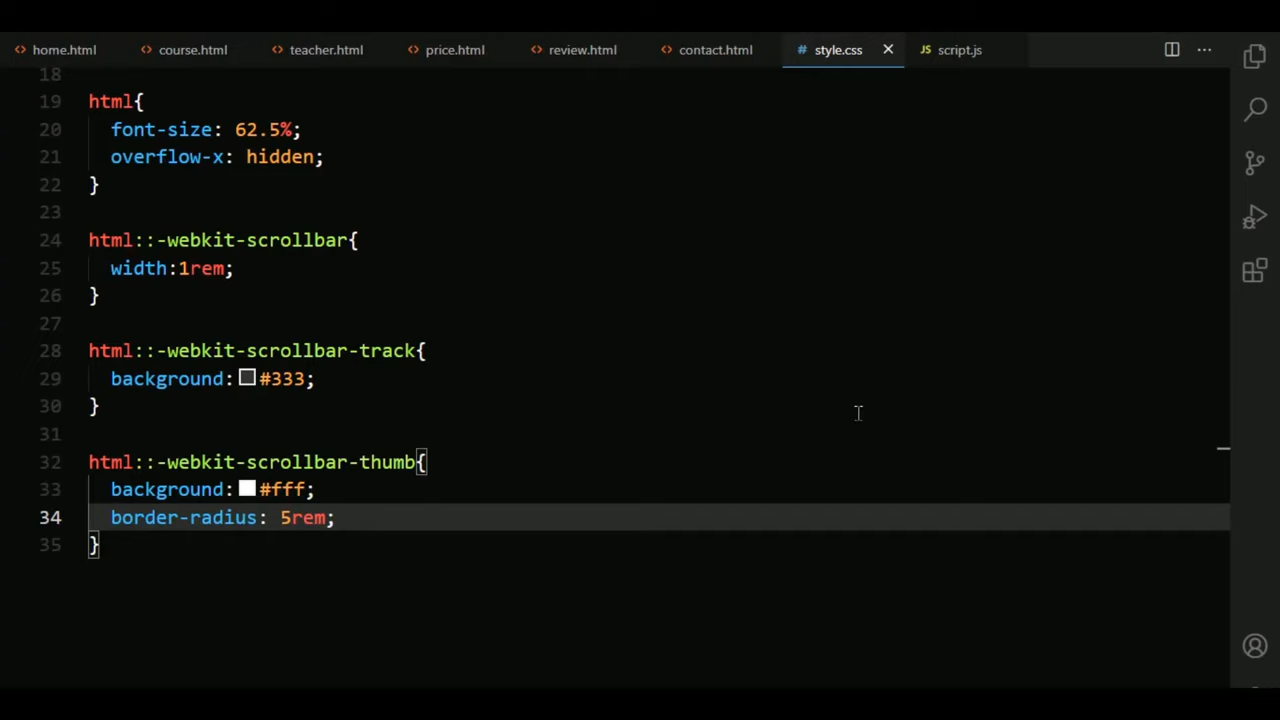 home.html course.html teacher.html price.html review.html contact.html # style.css JS script.js
18
19 html{
20 font-size: 62.5%;
21 overflow-x: hidden;
22 }
23
24 html::-webkit-scrollbar{
25 width:1rem;
26 }
27
28 html::-webkit-scrollbar-track{
29 background: #333;
30 }
31
32 html::-webkit-scrollbar-thumb{
33 background: #fff;
34 border-radius: 5rem;
35 }